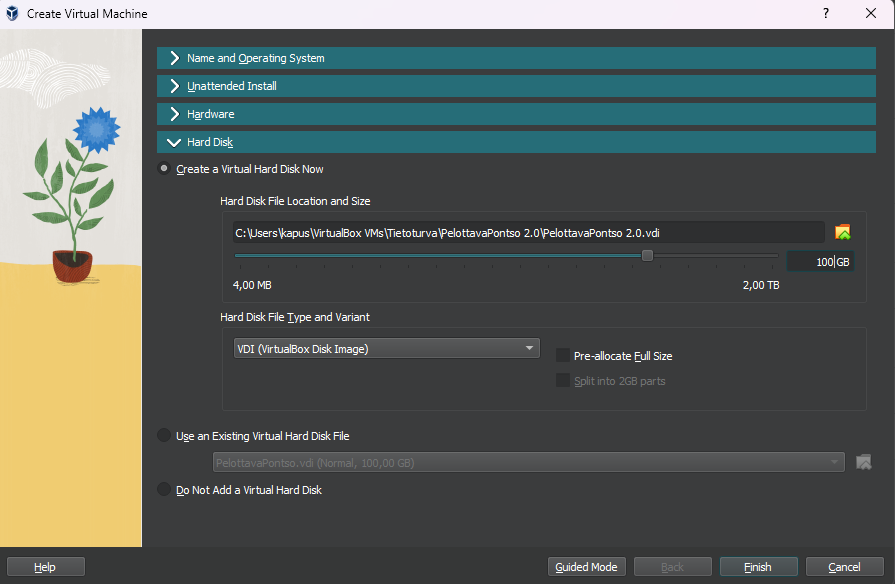 Create Virtual Machine
?
Name and Operating System
Unattended Install
Hardware
Hard Disk
Create a Virtual Hard Disk Now
Hard Disk File Location and Size
C:\Users\kapus\VirtualBox VMs\Tietoturva\PelottavaPontso 2.0\PelottavaPontso 2.0.vdi
100 GB
4,00 MB 2,00 TB
Hard Disk File Type and Variant
VDI (VirtualBox Disk Image)
Pre-allocate Full Size
Split into 2GB parts
Use an Existing Virtual Hard Disk File
PelottavaPontso.vdi (Normal, 100,00 GB)
Do Not Add a Virtual Hard Disk
Help Guided Mode Back Finish Cancel